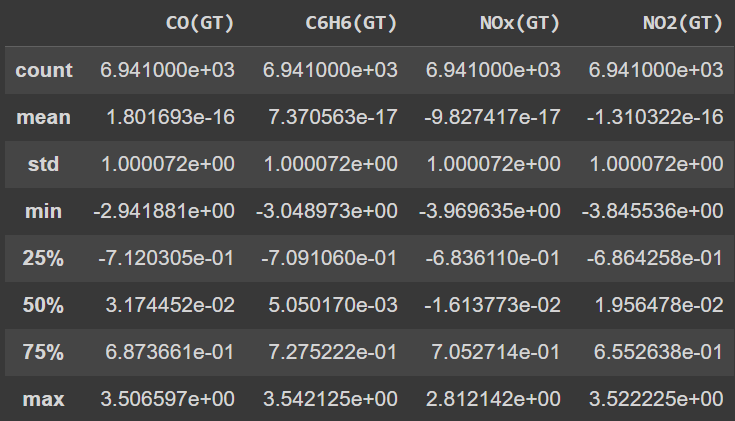 CO(GT) C6H6(GT) NOx(GT) NO2(GT)
count 6.941000e+03 6.941000e+03 6.941000e+03 6.941000e+03
mean 1.801693e-16 7.370563e-17 -9.827417e-17 -1.310322e-16
std 1.000072e+00 1.000072e+00 1.000072e+00 1.000072e+00
min -2.941881e+00 -3.048973e+00 -3.969635e+00 -3.845536e+00
25% -7.120305e-01 -7.091060e-01 -6.836110e-01 -6.864258e-01
50% 3.174452e-02 5.050170e-03 -1.613773e-02 1.956478e-02
75% 6.873661e-01 7.275222e-01 7.052714e-01 6.552638e-01
max 3.506597e+00 3.542125e+00 2.812142e+00 3.522225e+00